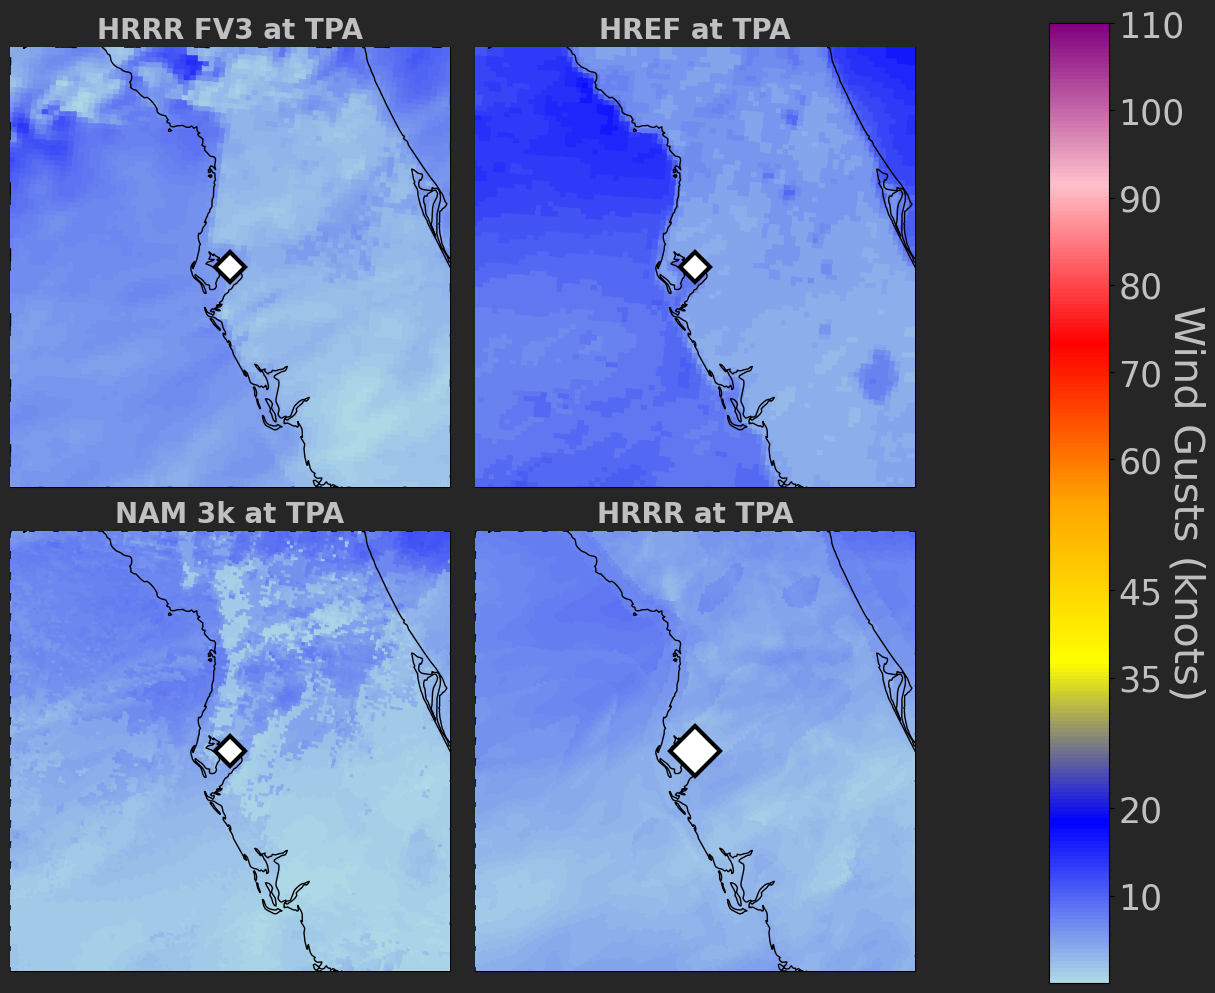 HRRR FV3 at TPA
HREF at TPA
NAM 3k at TPA
HRRR at TPA
110
100
90
80
70
60
45
35
20
10
Wind Gusts (knots)